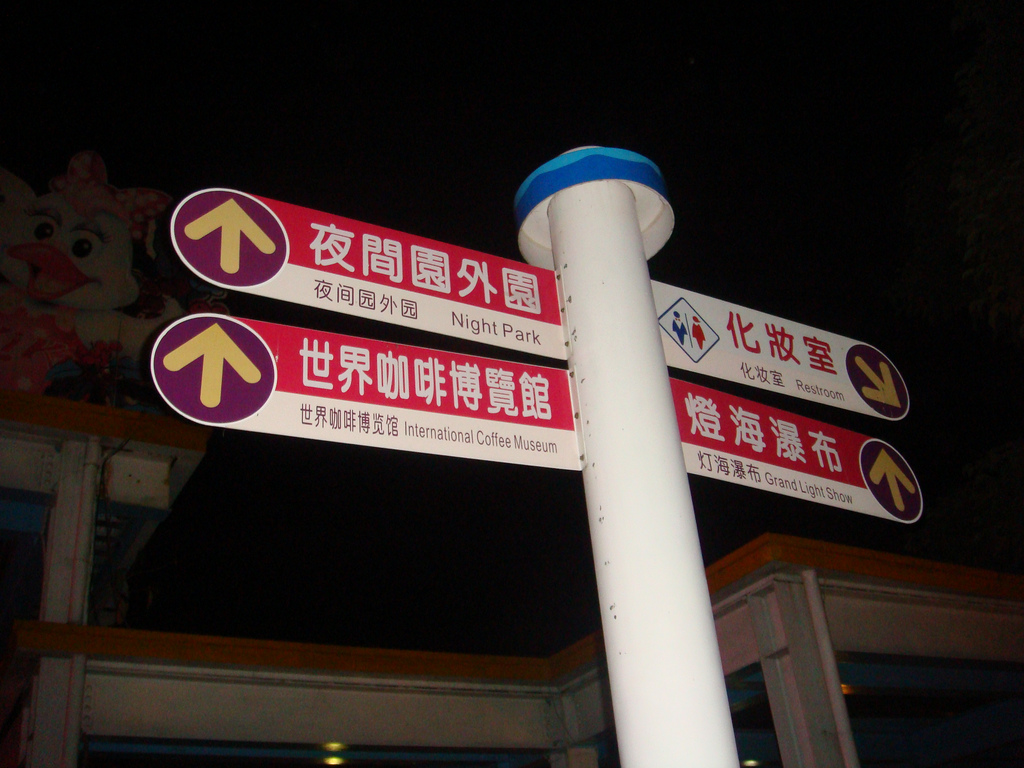 夜間園外園
夜间园外园 Night Park
世界咖啡博覽館
世界咖啡博览馆 International Coffee Museum
化妝室
化妆室 Restroom
燈海瀑布
灯海瀑布 Grand Light Show